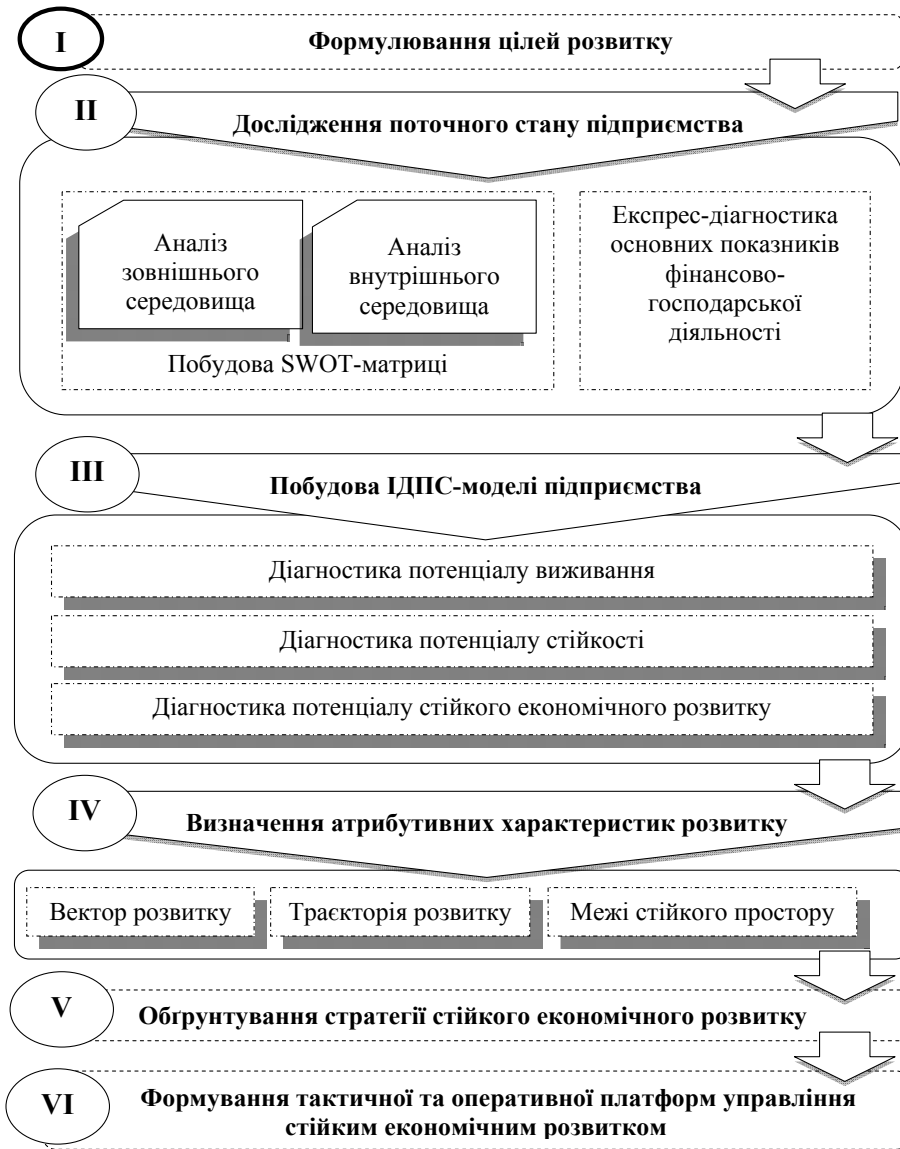 I
Формулювання цілей розвитку
II
Дослідження поточного стану підприємства
Аналіз
зовнішнього
середовища
Аналіз
внутрішнього
середовища
Побудова SWOT-матриці
Експрес-діагностика
основних показників
фінансово-
господарської
діяльності
III
Побудова ІДПС-моделі підприємства
Діагностика потенціалу виживання
Діагностика потенціалу стійкості
Діагностика потенціалу стійкого економічного розвитку
IV
Визначення атрибутивних характеристик розвитку
Вектор розвитку
Траєкторія розвитку
Межі стійкого простору
V
Обґрунтування стратегії стійкого економічного розвитку
VI
Формування тактичної та оперативної платформ управління
стійким економічним розвитком